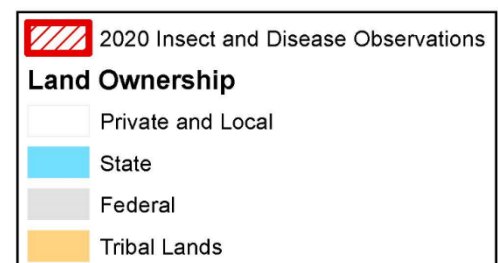 2020 Insect and Disease Observations
Land Ownership
Private and Local
State
Federal
Tribal Lands